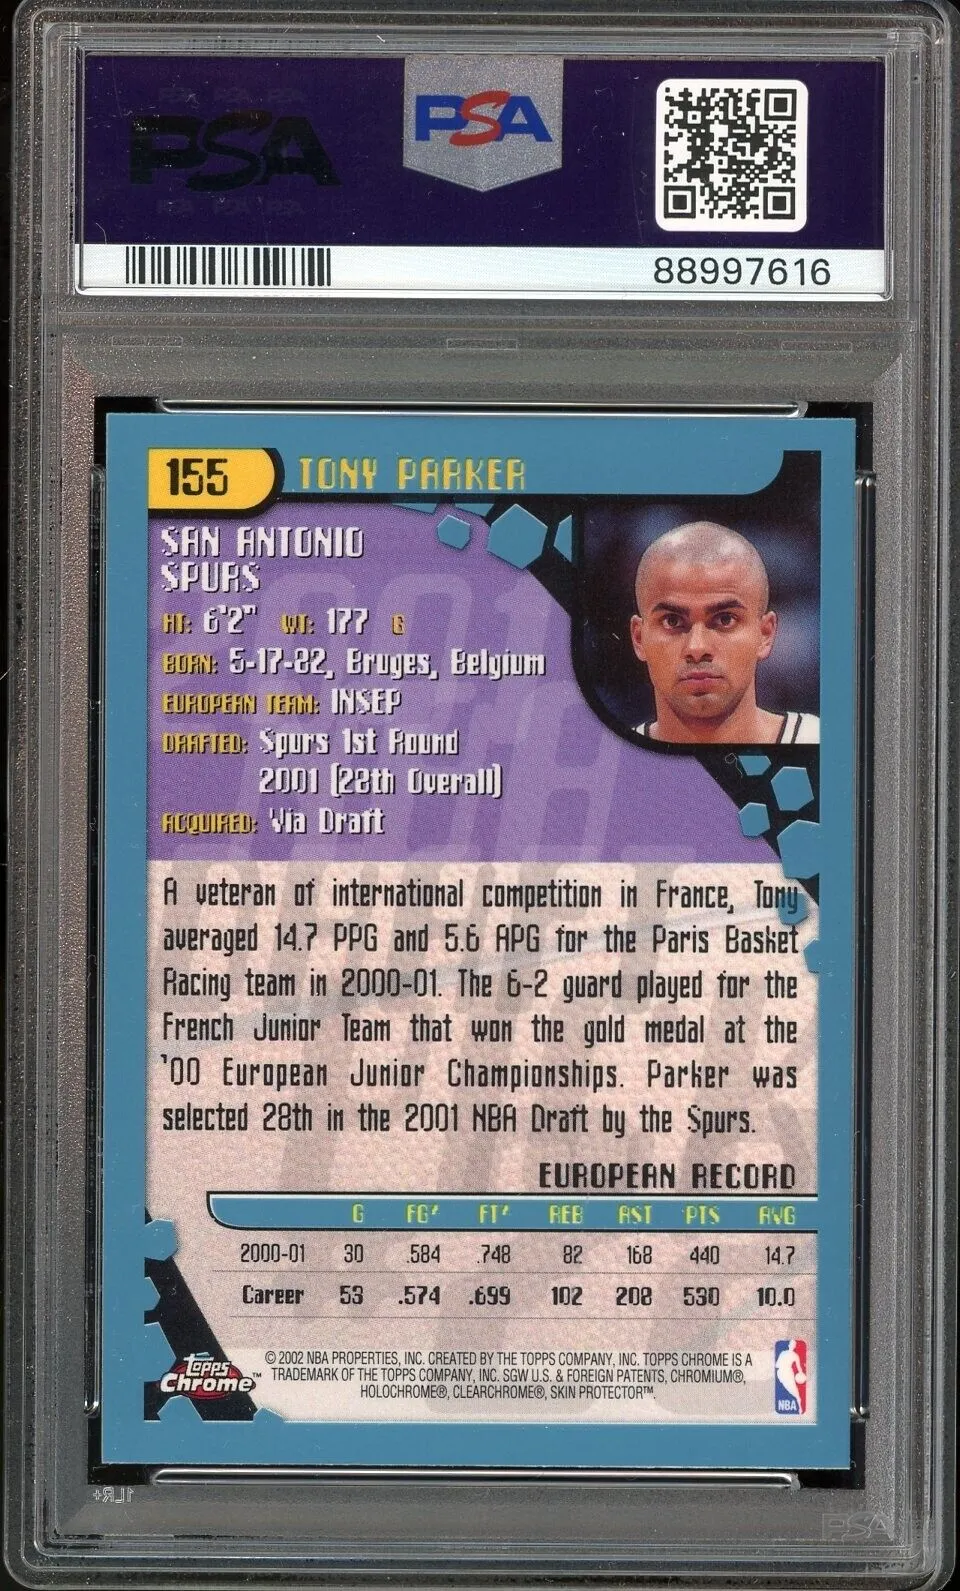 PSA
PSA
88997616
155 TONY PARKER
SAN ANTONIO
SPURS
HT: 6'2" WT: 177 G
BORN: 5-17-82, Bruges, Belgium
EUROPEAN TEAM: INSEP
DRAFTED: Spurs 1st Round
2001 (28th Overall)
ACQUIRED: Via Draft
A veteran of international competition in France, Tony
averaged 14.7 PPG and 5.6 APG for the Paris Basket
Racing team in 2000-01. The 6-2 guard played for the
French Junior Team that won the gold medal at the
'00 European Junior Championships. Parker was
selected 28th in the 2001 NBA Draft by the Spurs.
EUROPEAN RECORD
G FG% FT% REB AST PTS AVG
2000-01 30 .584 .748 82 168 440 14.7
Career 53 .574 .699 102 208 530 10.0
Topps Chrome™
© 2002 NBA PROPERTIES, INC. CREATED BY THE TOPPS COMPANY, INC. TOPPS CHROME IS A
TRADEMARK OF THE TOPPS COMPANY, INC. SGW U.S. & FOREIGN PATENTS, CHROMIUM®,
HOLOCHROME®, CLEARCHROME®, SKIN PROTECTOR™.
NBA
1LR+
PSA